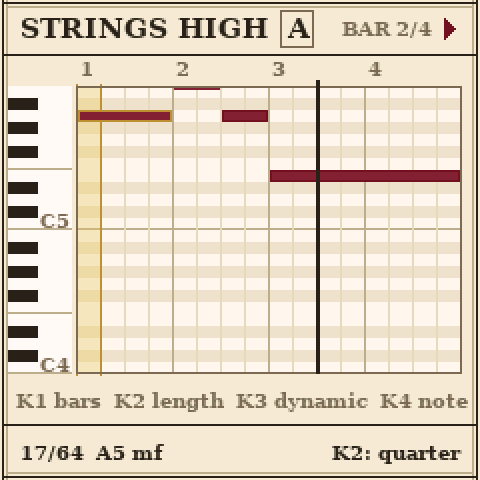 STRINGS HIGH A BAR 2/4
1 2 3 4
C5
C4
K1 bars K2 length K3 dynamic K4 note
17/64 A5 mf K2: quarter